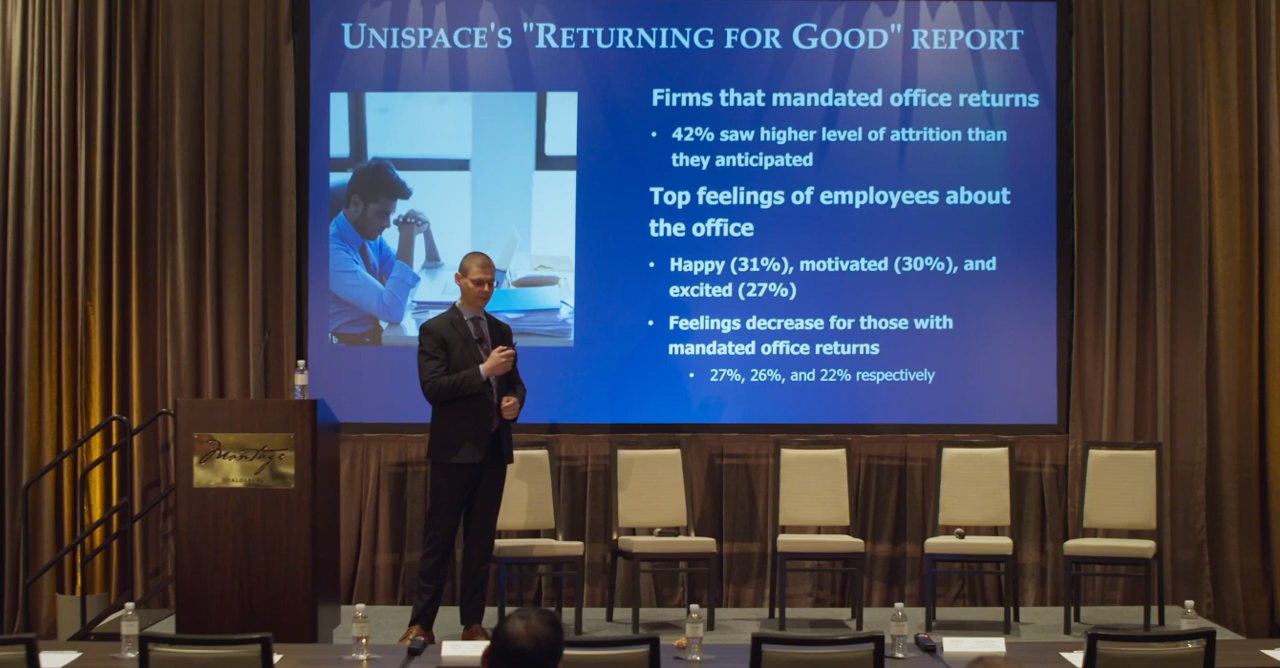 UNISPACE'S "RETURNING FOR GOOD" REPORT
Firms that mandated office returns
• 42% saw higher level of attrition than
they anticipated
Top feelings of employees about
the office
• Happy (31%), motivated (30%), and
excited (27%)
• Feelings decrease for those with
mandated office returns
• 27%, 26%, and 22% respectively
Montage